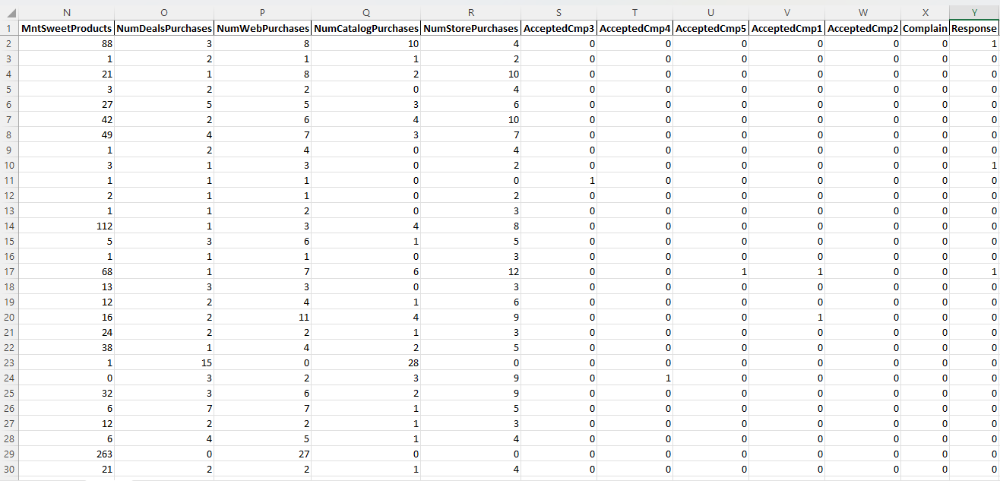 N O P Q R S T U V W X Y
1 MntSweetProducts NumDealsPurchases NumWebPurchases NumCatalogPurchases NumStorePurchases AcceptedCmp3 AcceptedCmp4 AcceptedCmp5 AcceptedCmp1 AcceptedCmp2 Complain Response
2 88 3 8 10 4 0 0 0 0 0 0 1
3 1 2 1 1 2 0 0 0 0 0 0 0
4 21 1 8 2 10 0 0 0 0 0 0 0
5 3 2 2 0 4 0 0 0 0 0 0 0
6 27 5 5 3 6 0 0 0 0 0 0 0
7 42 2 6 4 10 0 0 0 0 0 0 0
8 49 4 7 3 7 0 0 0 0 0 0 0
9 1 2 4 0 4 0 0 0 0 0 0 0
10 3 1 3 0 2 0 0 0 0 0 0 1
11 1 1 1 0 0 1 0 0 0 0 0 0
12 2 1 1 0 2 0 0 0 0 0 0 0
13 1 1 2 0 3 0 0 0 0 0 0 0
14 112 1 3 4 8 0 0 0 0 0 0 0
15 5 3 6 1 5 0 0 0 0 0 0 0
16 1 1 1 0 3 0 0 0 0 0 0 0
17 68 1 7 6 12 0 0 1 1 0 0 1
18 13 3 3 0 3 0 0 0 0 0 0 0
19 12 2 4 1 6 0 0 0 0 0 0 0
20 16 2 11 4 9 0 0 0 1 0 0 0
21 24 2 2 1 3 0 0 0 0 0 0 0
22 38 1 4 2 5 0 0 0 0 0 0 0
23 1 15 0 28 0 0 0 0 0 0 0 0
24 0 3 2 3 9 0 1 0 0 0 0 0
25 32 3 6 2 9 0 0 0 0 0 0 0
26 6 7 7 1 5 0 0 0 0 0 0 0
27 12 2 2 1 3 0 0 0 0 0 0 0
28 6 4 5 1 4 0 0 0 0 0 0 0
29 263 0 27 0 0 0 0 0 0 0 0 0
30 21 2 2 1 4 0 0 0 0 0 0 0